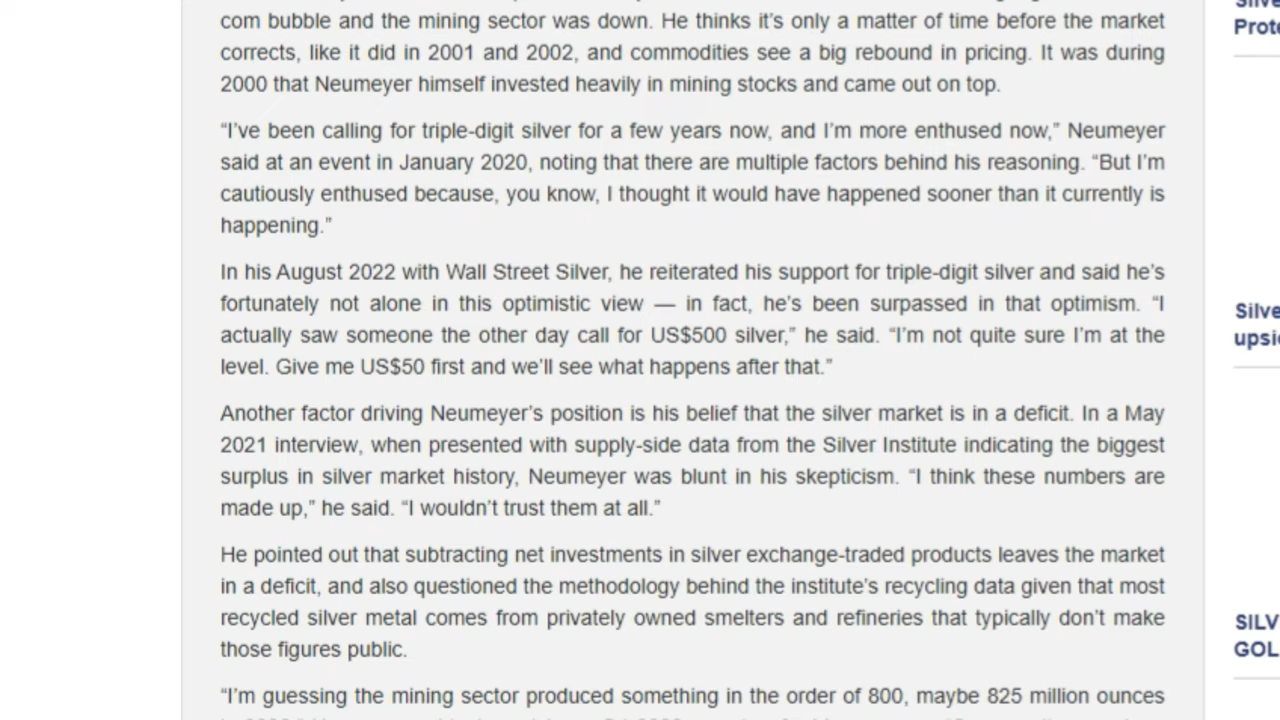 com bubble and the mining sector was down. He thinks it's only a matter of time before the market
corrects, like it did in 2001 and 2002, and commodities see a big rebound in pricing. It was during
2000 that Neumeyer himself invested heavily in mining stocks and came out on top.
“I’ve been calling for triple-digit silver for a few years now, and I’m more enthused now,” Neumeyer
said at an event in January 2020, noting that there are multiple factors behind his reasoning. “But I’m
cautiously enthused because, you know, I thought it would have happened sooner than it currently is
happening.”
In his August 2022 with Wall Street Silver, he reiterated his support for triple-digit silver and said he’s
fortunately not alone in this optimistic view — in fact, he’s been surpassed in that optimism. “I
actually saw someone the other day call for US$500 silver,” he said. “I’m not quite sure I’m at the
level. Give me US$50 first and we’ll see what happens after that.”
Another factor driving Neumeyer’s position is his belief that the silver market is in a deficit. In a May
2021 interview, when presented with supply-side data from the Silver Institute indicating the biggest
surplus in silver market history, Neumeyer was blunt in his skepticism. “I think these numbers are
made up,” he said. “I wouldn’t trust them at all.”
He pointed out that subtracting net investments in silver exchange-traded products leaves the market
in a deficit, and also questioned the methodology behind the institute’s recycling data given that most
recycled silver metal comes from privately owned smelters and refineries that typically don’t make
those figures public.
“I’m guessing the mining sector produced something in the order of 800, maybe 825 million ounces
Prote
Silve
upsi
SILV
GOL